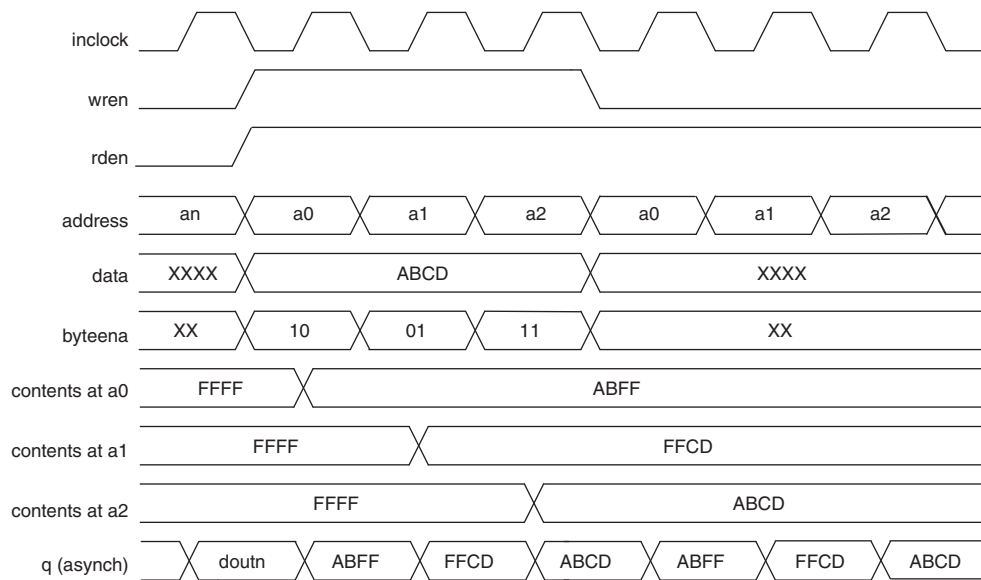 inclock
wren
rden
address an a0 a1 a2 a0 a1 a2
data XXXX ABCD XXXX
byteena XX 10 01 11 XX
contents at a0 FFFF ABFF
contents at a1 FFFF FFCD
contents at a2 FFFF ABCD
q (asynch) doutn ABFF FFCD ABCD ABFF FFCD ABCD